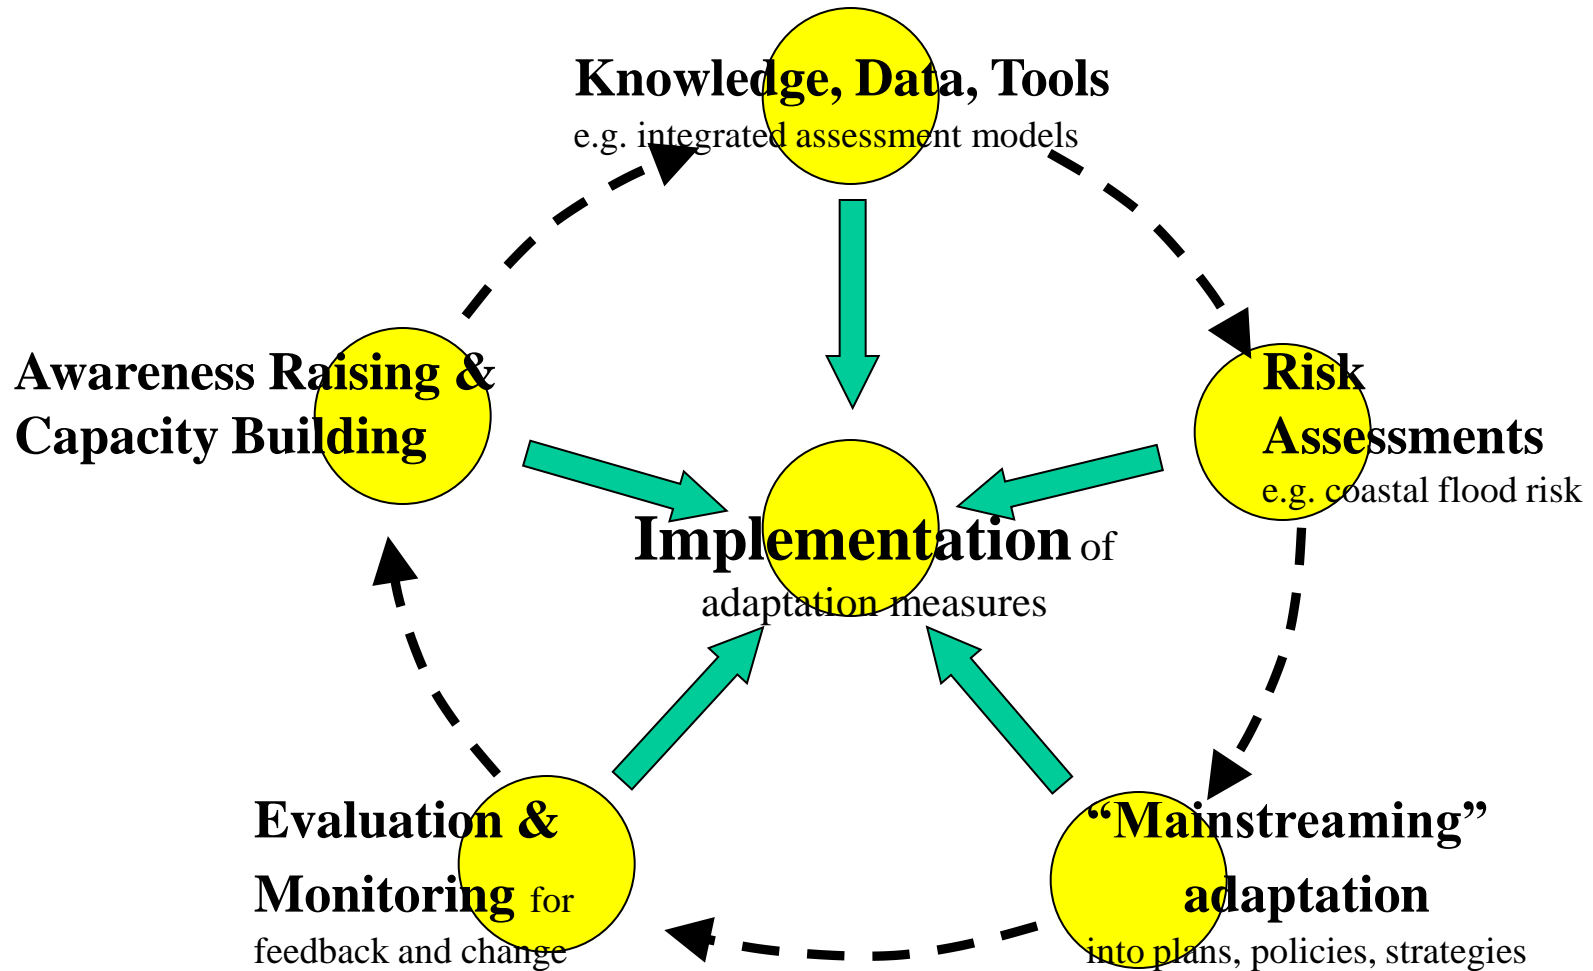 Knowledge, Data, Tools
e.g. integrated assessment models
Awareness Raising &
Capacity Building
Risk
Assessments
e.g. coastal flood risk
Implementation of
adaptation measures
Evaluation &
Monitoring for
feedback and change
“Mainstreaming”
adaptation
into plans, policies, strategies